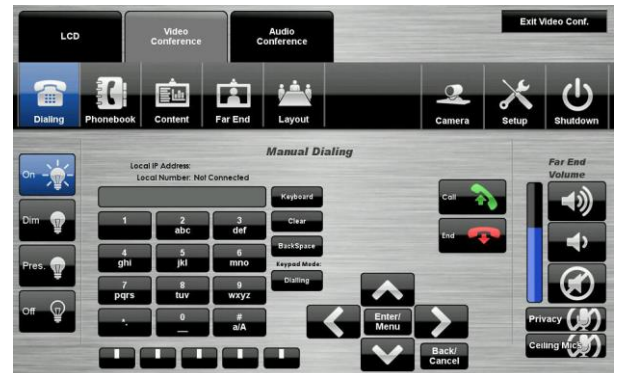 LCD
Video
Conference
Audio
Conference
Exit Video Conf.
Dialing
Phonebook
Content
Far End
Layout
Camera
Setup
Shutdown
Manual Dialing
Local IP Address:
Local Number: Not Connected
On
Dim
Pres.
Off
Keyboard
Clear
BackSpace
Keypad Mode:
Dialling
1
2
abc
3
def
4
ghi
5
jkl
6
mno
7
pqrs
8
tuv
9
wxyz
*.
0
_
#
a/A
Call
End
Enter/
Menu
Back/
Cancel
Far End
Volume
Privacy
Ceiling Mics